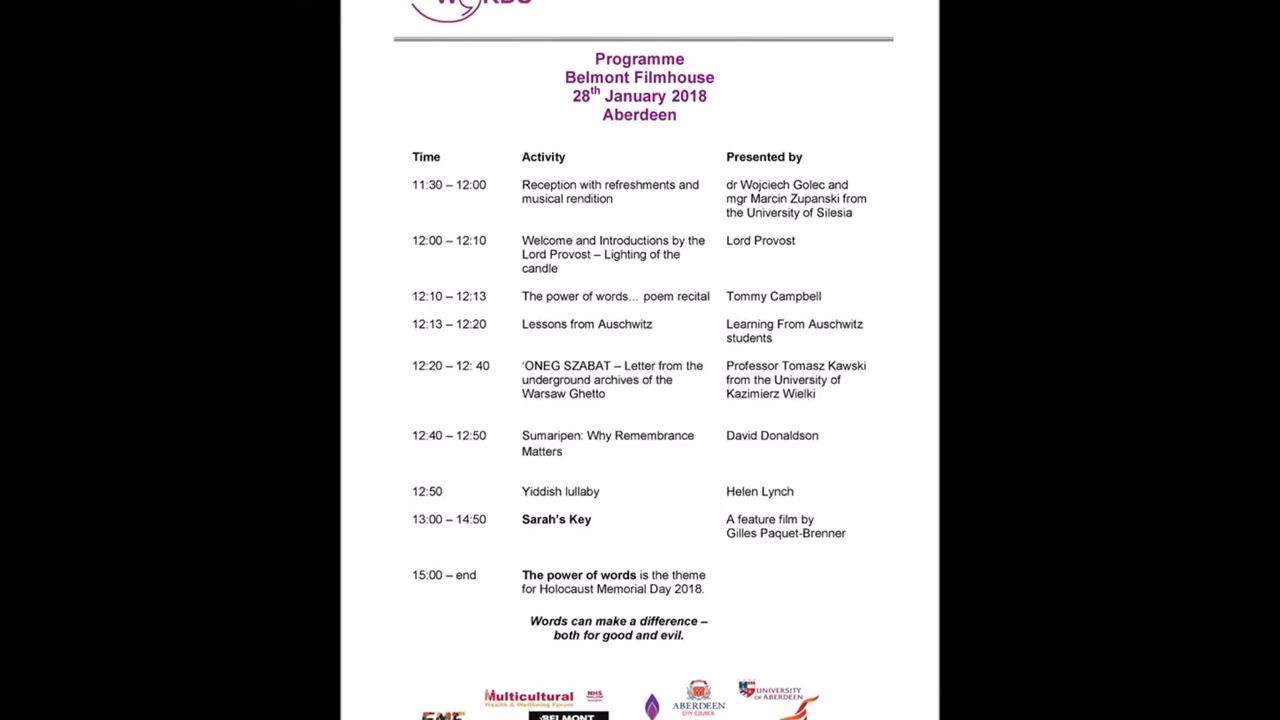 WORDS
Programme
Belmont Filmhouse
28th January 2018
Aberdeen
Time Activity Presented by
11:30 – 12:00 Reception with refreshments and dr Wojciech Golec and
musical rendition mgr Marcin Zupanski from
the University of Silesia
12:00 – 12:10 Welcome and Introductions by the Lord Provost
Lord Provost – Lighting of the
candle
12:10 – 12:13 The power of words... poem recital Tommy Campbell
12:13 – 12:20 Lessons from Auschwitz Learning From Auschwitz
students
12:20 – 12: 40 'ONEG SZABAT – Letter from the Professor Tomasz Kawski
underground archives of the from the University of
Warsaw Ghetto Kazimierz Wielki
12:40 – 12:50 Sumaripen: Why Remembrance David Donaldson
Matters
12:50 Yiddish lullaby Helen Lynch
13:00 – 14:50 Sarah's Key A feature film by
Gilles Paquet-Brenner
15:00 – end The power of words is the theme
for Holocaust Memorial Day 2018.
Words can make a difference –
both for good and evil.
Multicultural NHS
Health & Wellbeing Forum
ABERDEEN
CITY COUNCIL
UNIVERSITY
OF ABERDEEN
BELMONT